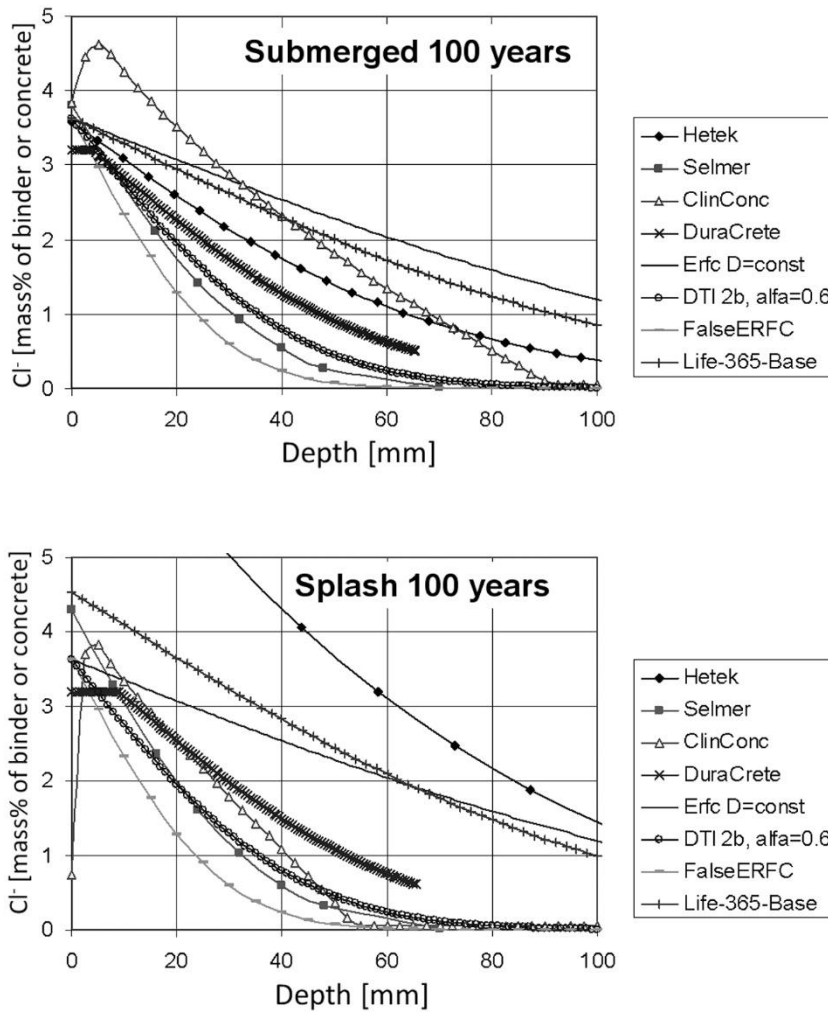 Submerged 100 years
Cl- [mass% of binder or concrete]
5
4
3
2
1
0
0 20 40 60 80 100
Depth [mm]
Hetek
Selmer
ClinConc
DuraCrete
Erfc D=const
DTI 2b, alfa=0.6
FalseERFC
Life-365-Base
Splash 100 years
Cl- [mass% of binder or concrete]
5
4
3
2
1
0
0 20 40 60 80 100
Depth [mm]
Hetek
Selmer
ClinConc
DuraCrete
Erfc D=const
DTI 2b, alfa=0.6
FalseERFC
Life-365-Base